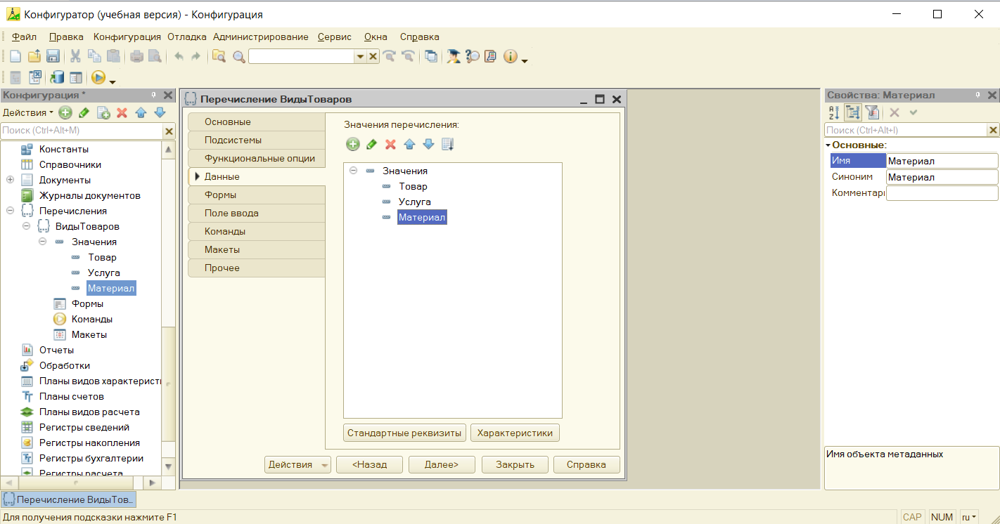 Конфигуратор (учебная версия) - Конфигурация
Файл Правка Конфигурация Отладка Администрирование Сервис Окна Справка
Конфигурация *
Действия
Поиск (Ctrl+Alt+M)
Константы
Справочники
Документы
Журналы документов
Перечисления
ВидыТоваров
Значения
Товар
Услуга
Материал
Формы
Команды
Макеты
Отчеты
Обработки
Планы видов характеристи
Планы счетов
Планы видов расчета
Регистры сведений
Регистры накопления
Регистры бухгалтерии
Регистры расчета
Перечисление ВидыТоваров
Основные
Подсистемы
Функциональные опции
Данные
Формы
Поле ввода
Команды
Макеты
Прочее
Значения перечисления:
Значения
Товар
Услуга
Материал
Стандартные реквизиты Характеристики
Действия <Назад Далее> Закрыть Справка
Свойства: Материал
Поиск (Ctrl+Alt+I)
Основные:
Имя Материал
Синоним Материал
Комментари
Имя объекта метаданных
Перечисление ВидыТов...
Для получения подсказки нажмите F1
CAP NUM ru